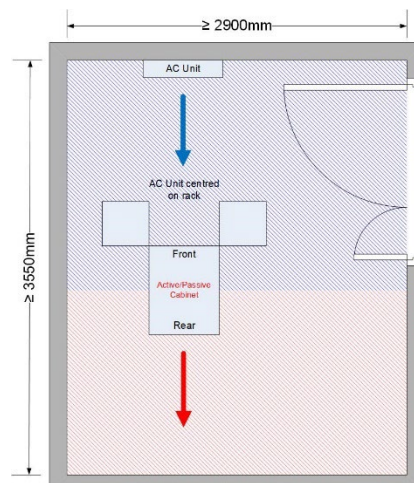 ≥ 2900mm
AC Unit
≥ 3550mm
AC Unit centred
on rack
Front
Active/Passive
Cabinet
Rear